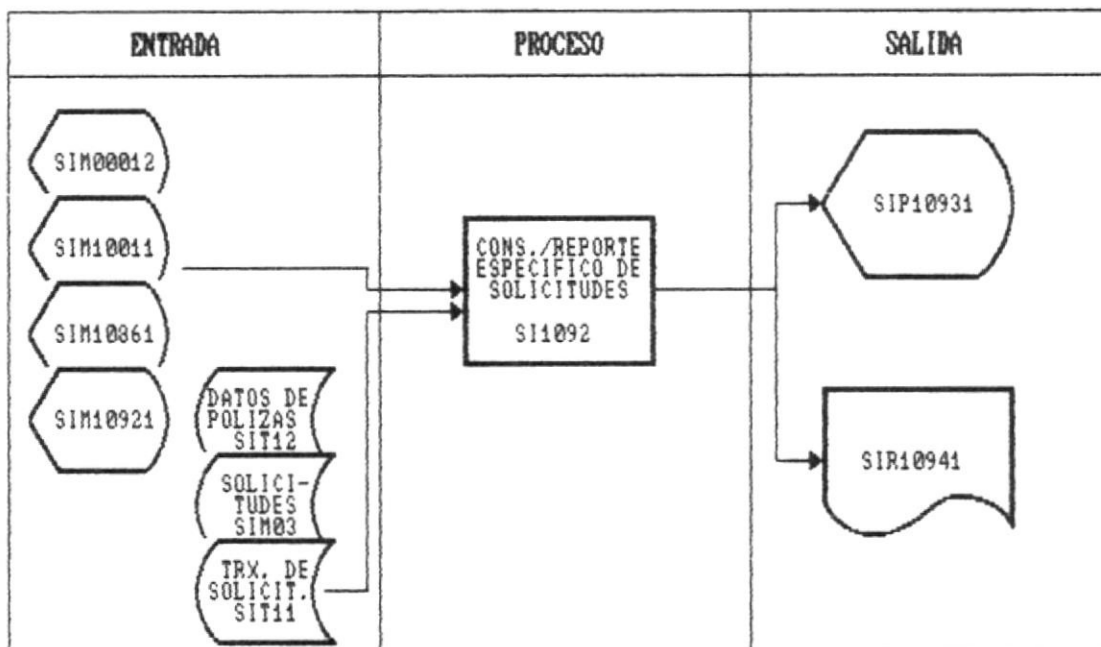 ENTRADA
PROCESO
SALIDA
SIM00012
SIM10011
SIM10861
SIM10921
DATOS DE
POLIZAS
SIT12
SOLICI-
TUDES
SIM03
TRX. DE
SOLICIT.
SIT11
CONS./REPORTE
ESPECIFICO DE
SOLICITUDES
SI1092
SIP10931
SIR10941